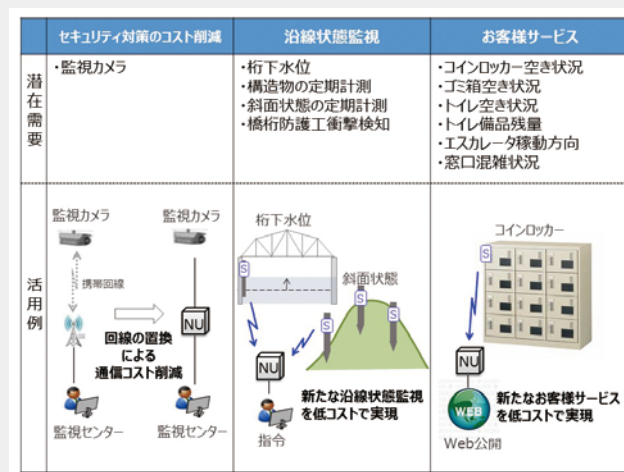 セキュリティ対策のコスト削減
沿線状態監視
お客様サービス
潜在需要
・監視カメラ
・桁下水位
・構造物の定期計測
・斜面状態の定期計測
・橋桁防護工衝撃検知
・コインロッカー空き状況
・ゴミ箱空き状況
・トイレ空き状況
・トイレ備品残量
・エスカレータ稼動方向
・窓口混雑状況
活用例
監視カメラ
携帯回線
監視センター
回線の置換
による
通信コスト削減
監視カメラ
NU
監視センター
桁下水位
S
斜面状態
S
S
S
NU
指令
新たな沿線状態監視
を低コストで実現
コインロッカー
S
NU
WEB
Web公開
新たなお客様サービス
を低コストで実現